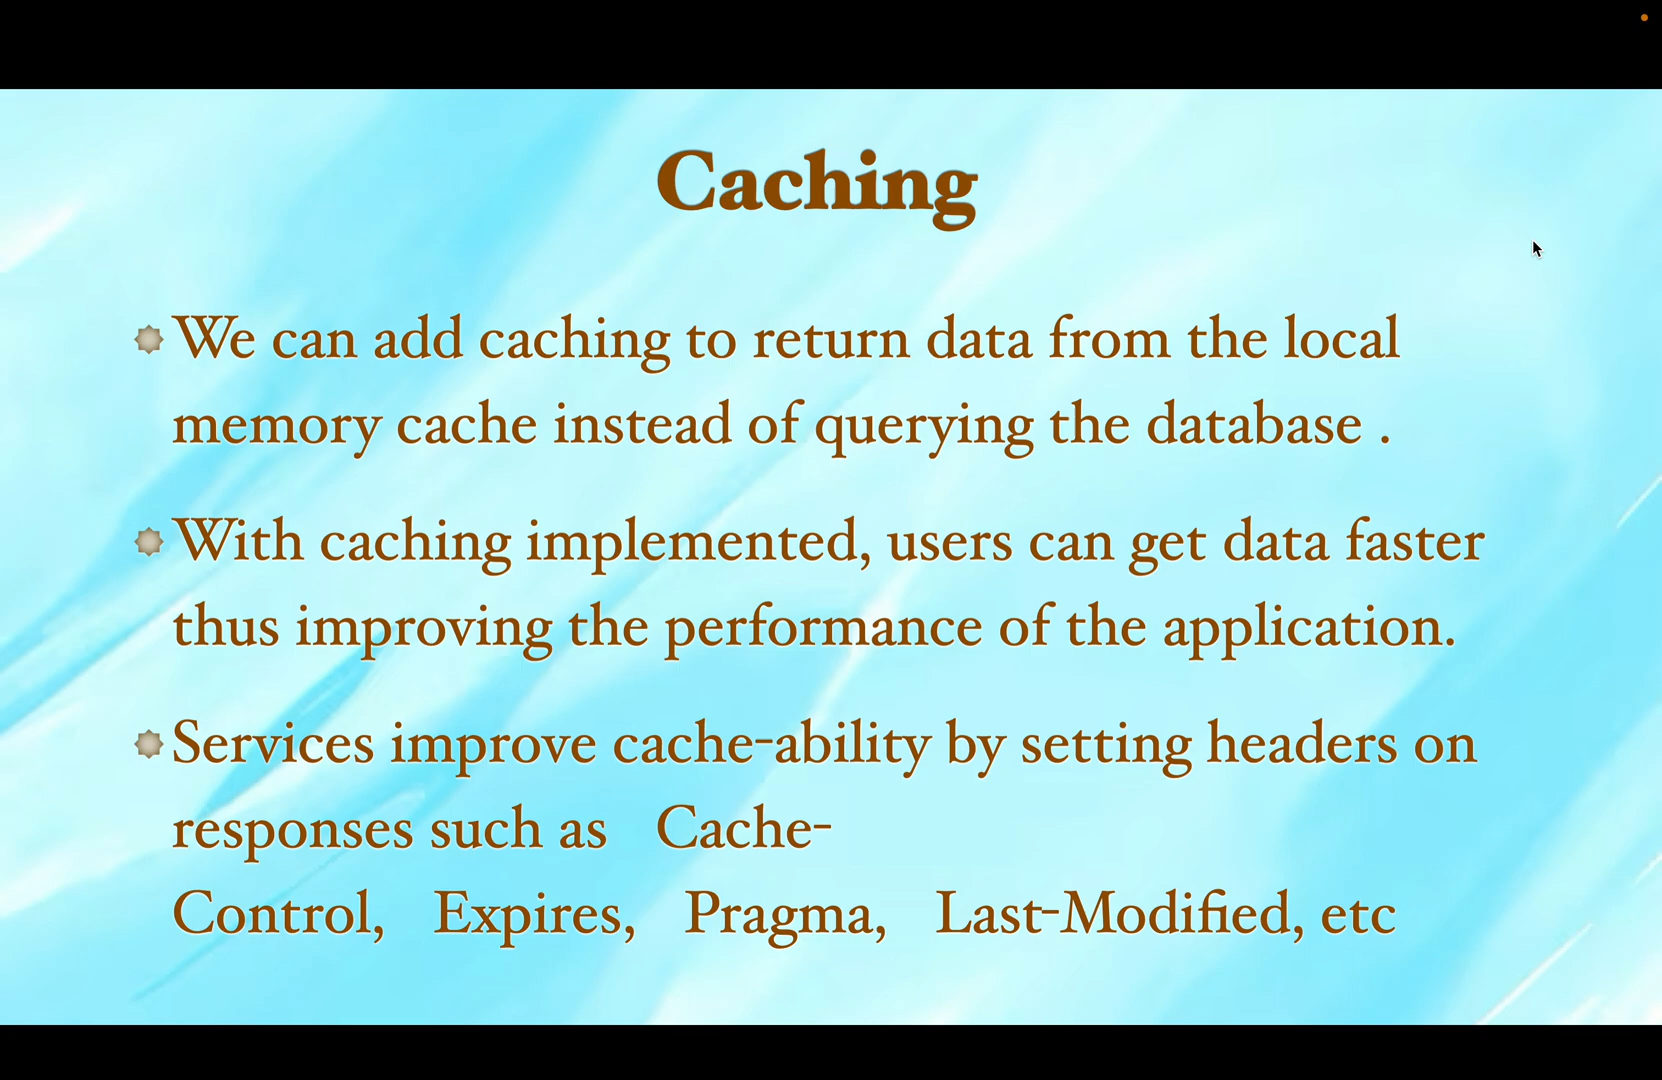 Caching
We can add caching to return data from the local
memory cache instead of querying the database .
With caching implemented, users can get data faster
thus improving the performance of the application.
Services improve cache-ability by setting headers on
responses such as   Cache-
Control,   Expires,   Pragma,   Last-Modified, etc